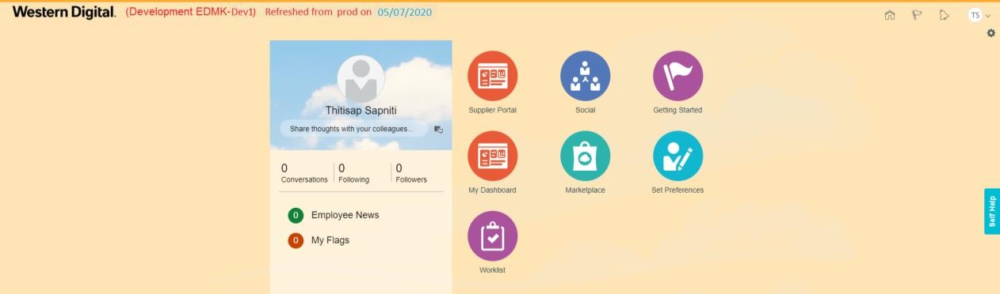 Western Digital. (Development EDMK-Dev1) Refreshed from prod on 05/07/2020
TS
Thitisap Sapniti
Share thoughts with your colleagues...
0 0 0
Conversations Following Followers
0 Employee News
0 My Flags
Supplier Portal Social Getting Started
My Dashboard Marketplace Set Preferences
Worklist
Self Help